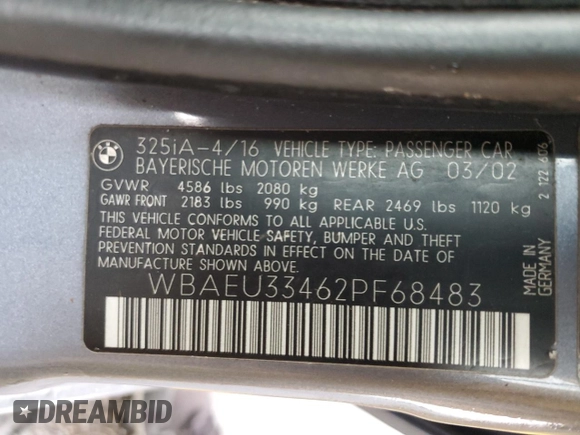 BMW
325iA-4/16 VEHICLE TYPE: PASSENGER CAR
BAYERISCHE MOTOREN WERKE AG 03/02
GVWR 4586 lbs 2080 kg
GAWR FRONT 2183 lbs 990 kg REAR 2469 lbs 1120 kg
THIS VEHICLE CONFORMS TO ALL APPLICABLE U.S.
FEDERAL MOTOR VEHICLE SAFETY, BUMPER AND THEFT
PREVENTION STANDARDS IN EFFECT ON THE DATE OF
MANUFACTURE SHOWN ABOVE.
WBAEU33462PF68483
2 122 606
MADE IN
GERMANY
DREAMBID